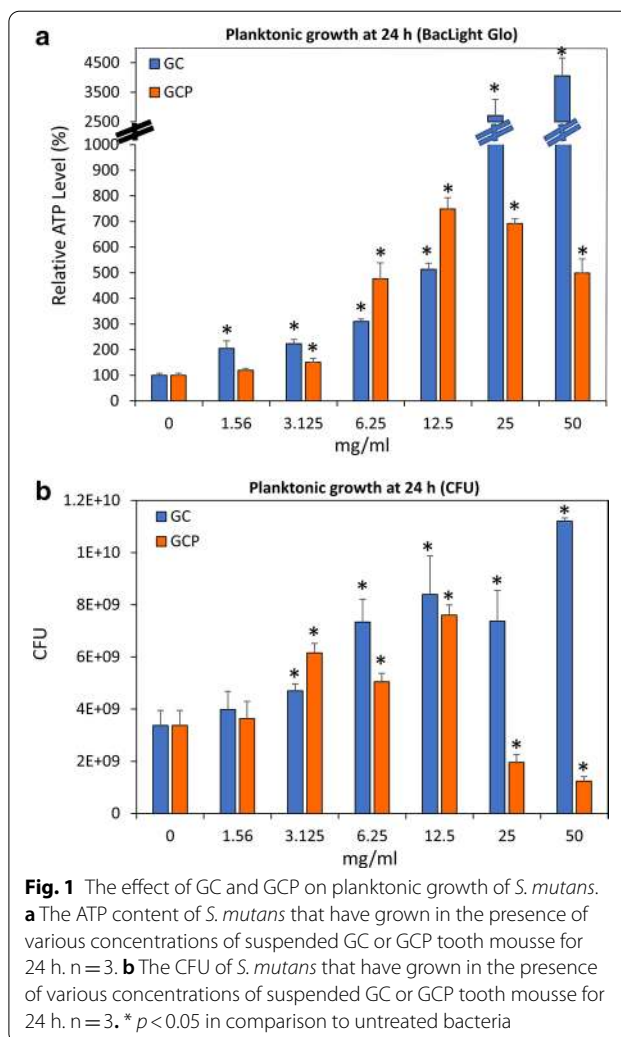 a
Planktonic growth at 24 h (BacLight Glo)
GC
GCP
Relative ATP Level (%)
4500
3500
2500
1000
900
800
700
600
500
400
300
200
100
0
* * * * * * * * * * *
0 1.56 3.125 6.25 12.5 25 50
mg/ml
b
Planktonic growth at 24 h (CFU)
GC
GCP
CFU
1.2E+10
1E+10
8E+09
6E+09
4E+09
2E+09
0
* * * * * * * * * *
0 1.56 3.125 6.25 12.5 25 50
mg/ml
Fig. 1 The effect of GC and GCP on planktonic growth of S. mutans.
a The ATP content of S. mutans that have grown in the presence of
various concentrations of suspended GC or GCP tooth mousse for
24 h. n = 3. b The CFU of S. mutans that have grown in the presence
of various concentrations of suspended GC or GCP tooth mousse for
24 h. n = 3. * p < 0.05 in comparison to untreated bacteria